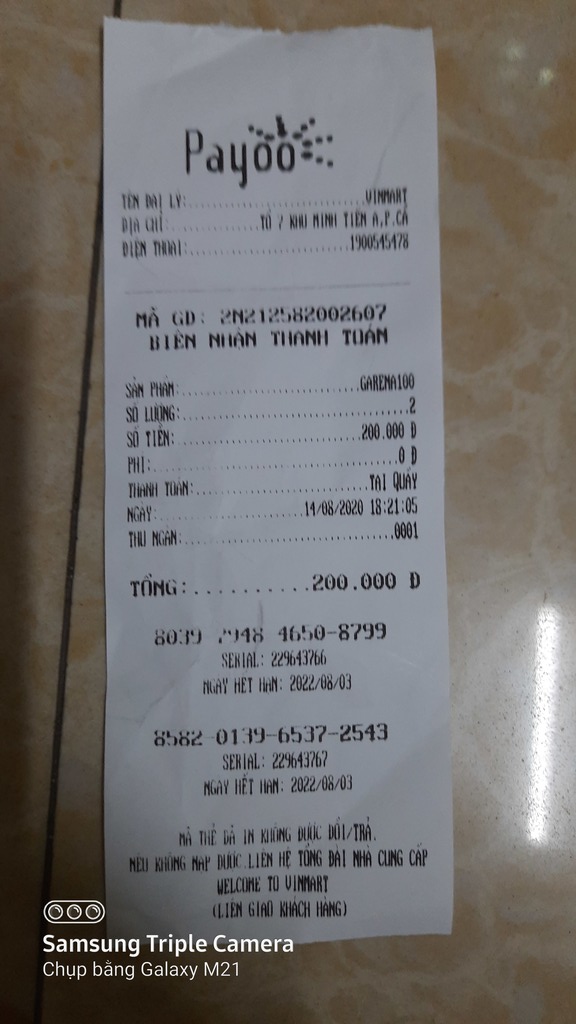 Payoo
TÊN ĐẠI LÝ:..............................VINMART
ĐỊA CHỈ:...............TỔ 7 KHU MINH TIẾN A,P.CẨ
ĐIỆN THOẠI:...........................1900545478
MÃ GD: 2N212582002607
BIÊN NHẬN THANH TOÁN
SẢN PHẨM:..............................GARENA100
SỐ LƯỢNG:......................................2
SỐ TIỀN:...............................200.000 Đ
PHÍ:.........................................0 Đ
THANH TOÁN:.............................TẠI QUẦY
NGÀY:........................14/08/2020 18:21:05
THU NGÂN:...................................0001
TỔNG:..........200.000 Đ
8039 7948 4650-8799
SERIAL: 229643766
NGÀY HẾT HẠN: 2022/08/03
8582-0139-6537-2543
SERIAL: 229643767
NGÀY HẾT HẠN: 2022/08/03
MÃ THẺ ĐÃ IN KHÔNG ĐƯỢC ĐỔI/TRẢ.
NẾU KHÔNG NẠP ĐƯỢC LIÊN HỆ TỔNG ĐÀI NHÀ CUNG CẤP
WELCOME TO VINMART
(LIÊN GIAO KHÁCH HÀNG)
Samsung Triple Camera
Chụp bằng Galaxy M21